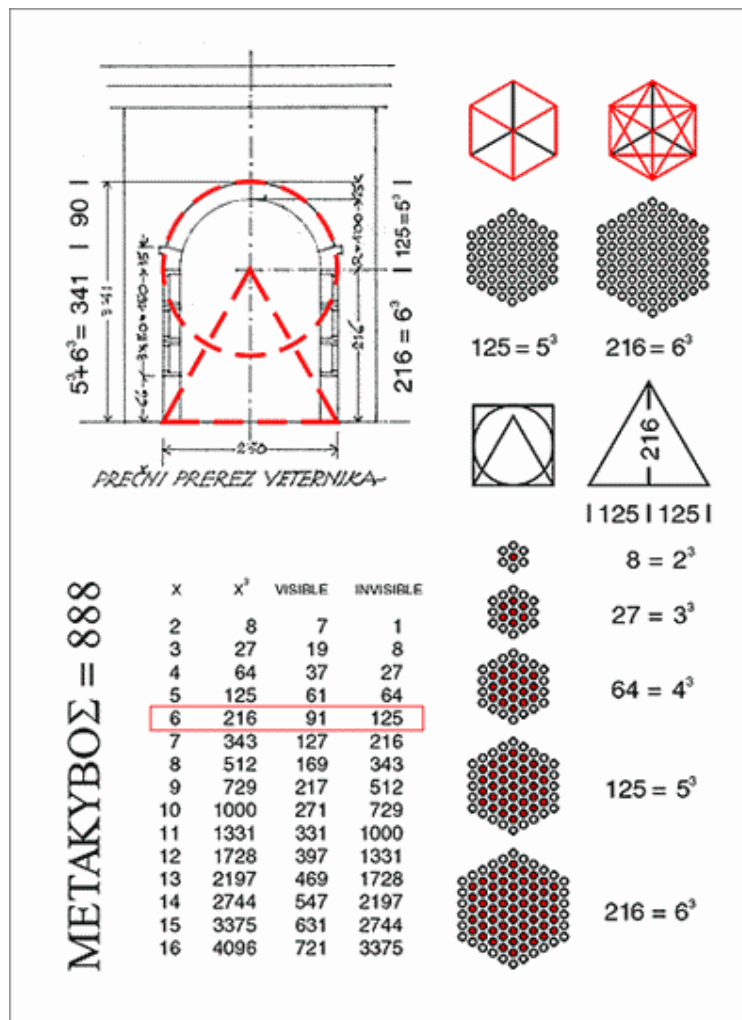 5³+6³ = 341 | 90 |
341
216
| 125=5³ |
216 = 6³
250
PREČNI PREREZ VETERNIKA
125 = 5³
216 = 6³
216
| 125 | 125 |
8 = 2³
27 = 3³
64 = 4³
125 = 5³
216 = 6³
ΜΕΤΑΚΥΒΟΣ = 888
X X³ VISIBLE INVISIBLE
2 8 7 1
3 27 19 8
4 64 37 27
5 125 61 64
6 216 91 125
7 343 127 216
8 512 169 343
9 729 217 512
10 1000 271 729
11 1331 331 1000
12 1728 397 1331
13 2197 469 1728
14 2744 547 2197
15 3375 631 2744
16 4096 721 3375